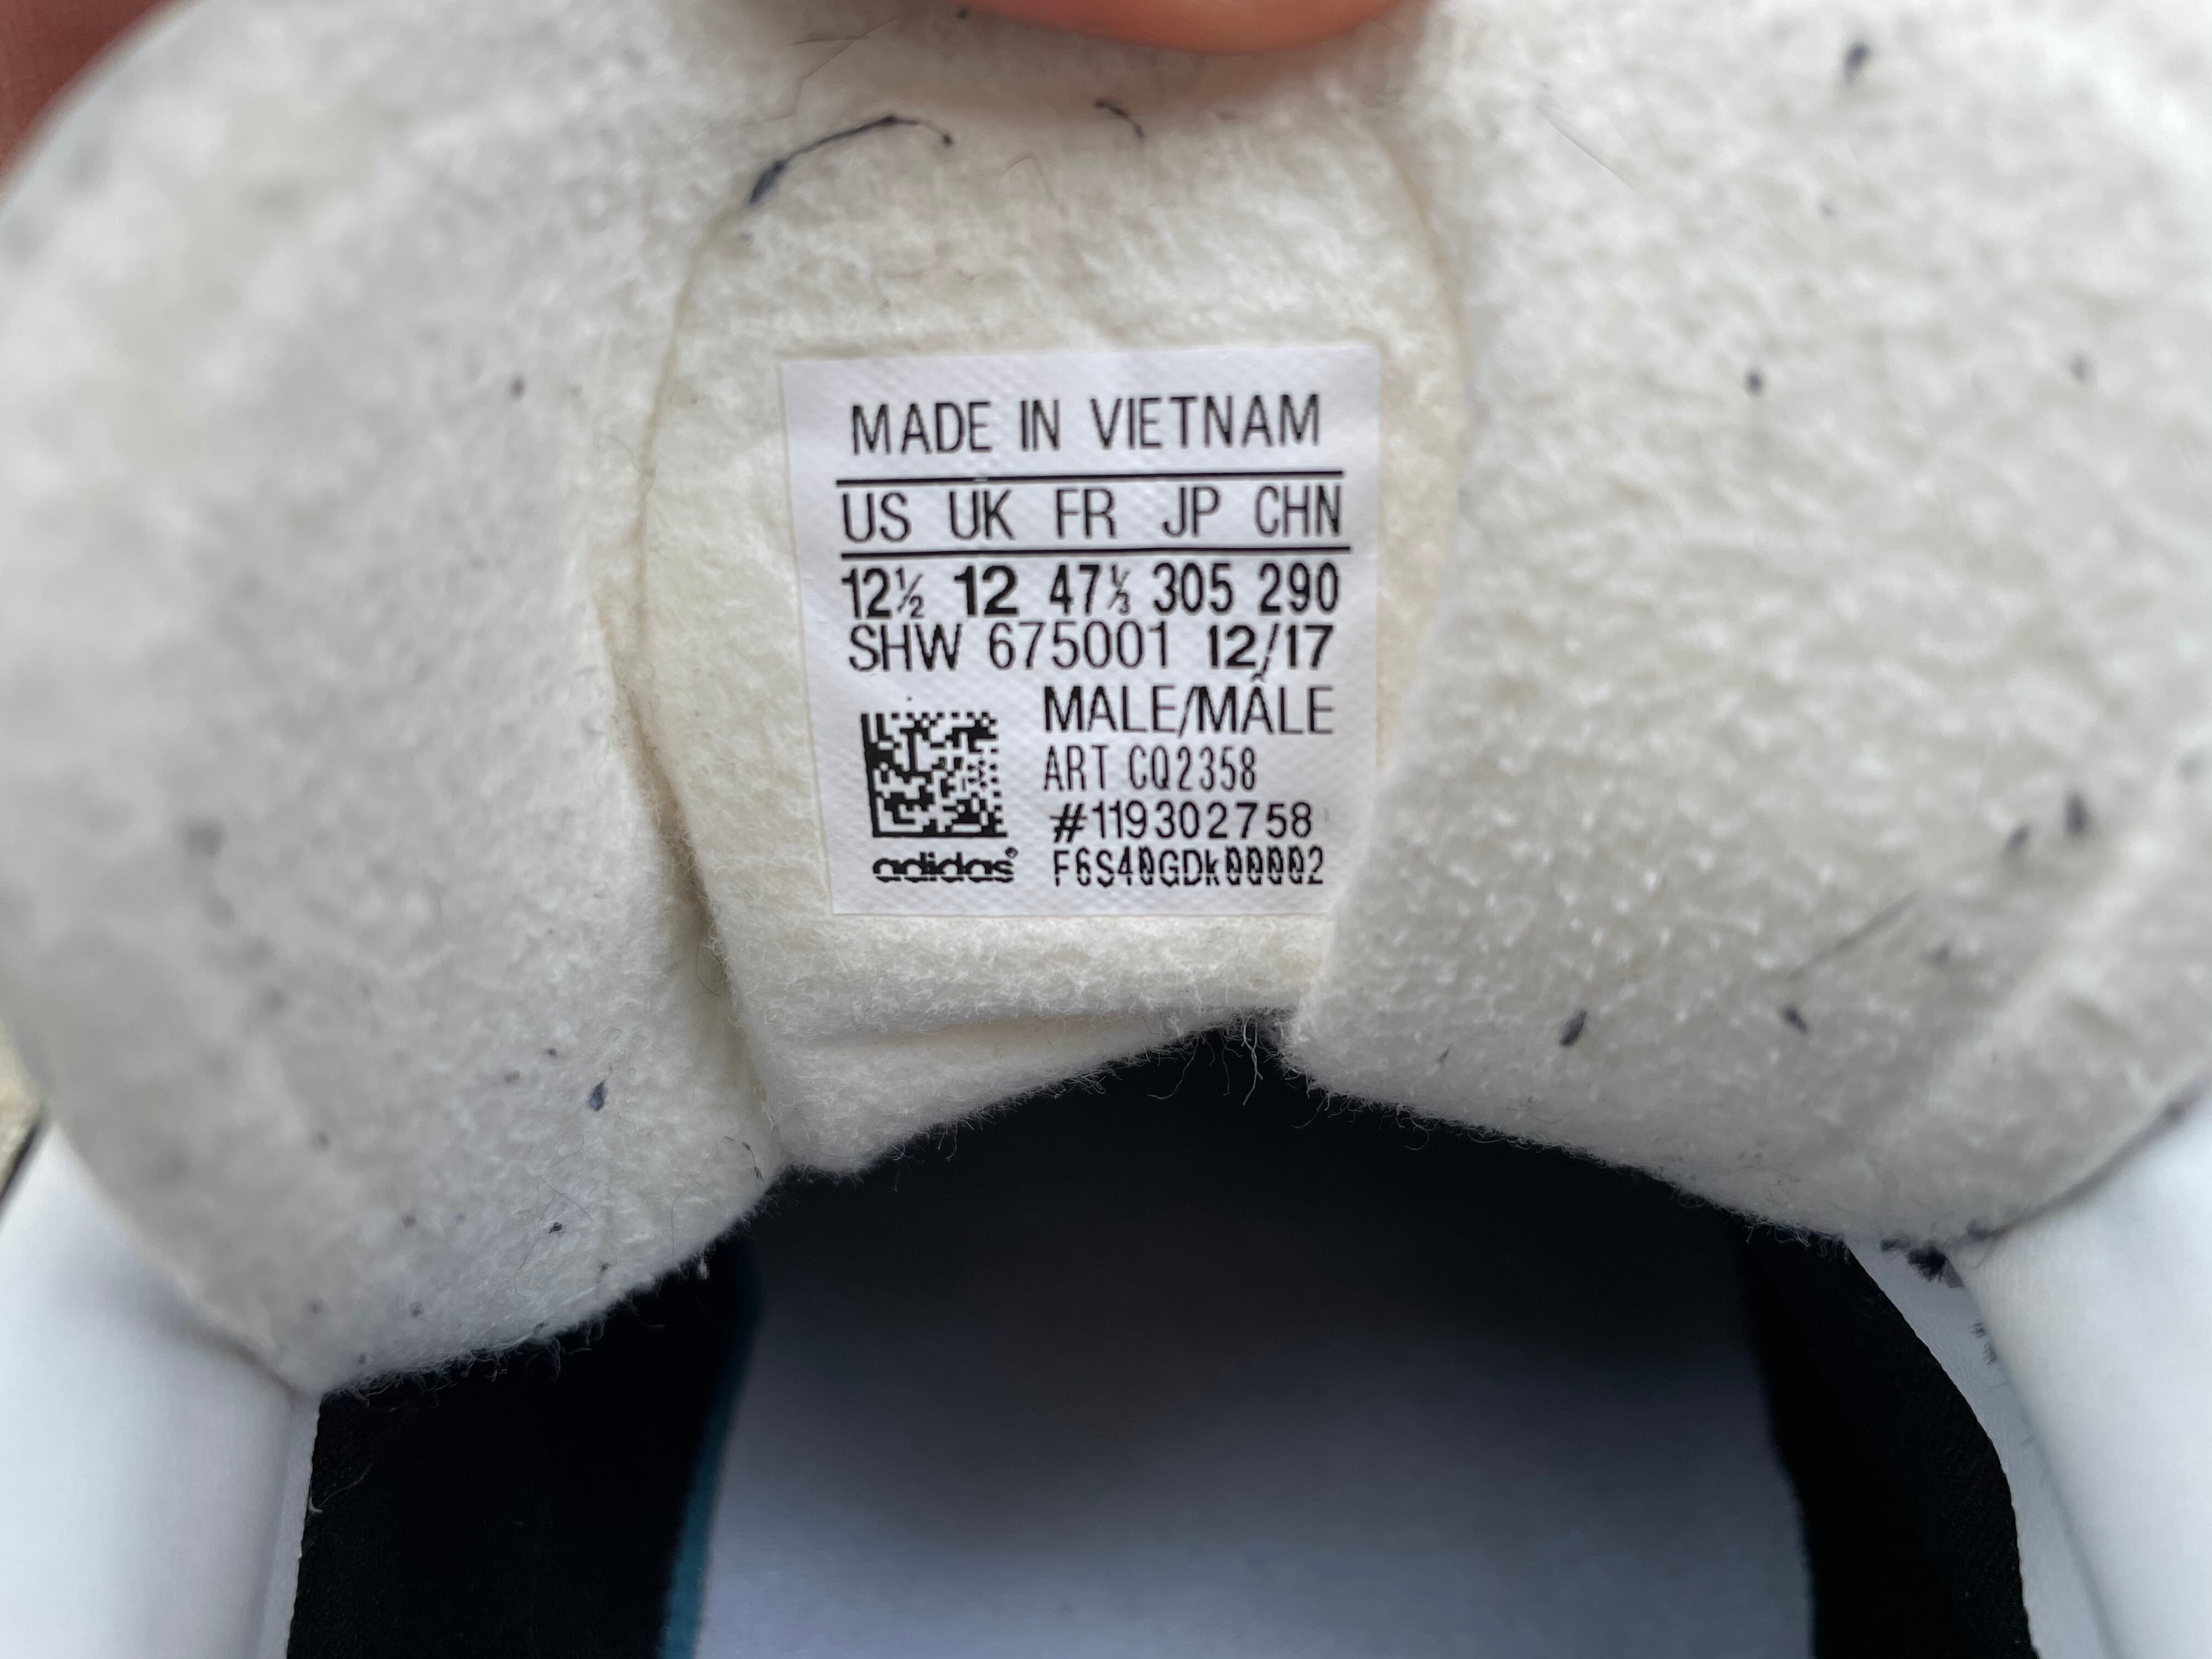 MADE IN VIETNAM
US UK FR JP CHN
12½ 12 47⅓ 305 290
SHW 675001 12/17
MALE/MÂLE
ART CQ2358
#119302758
adidas® F6S40GDk00002